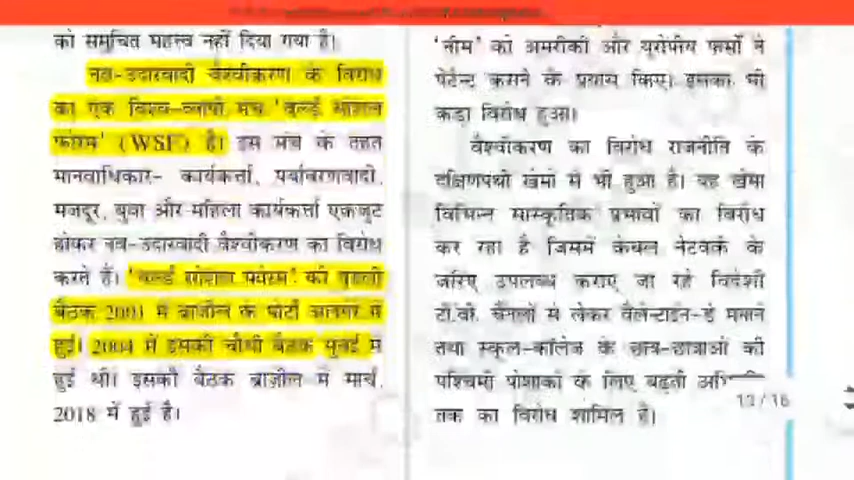 को समुचित महत्त्व नहीं दिया गया है।
नव-उदारवादी वैश्वीकरण के विरोध
का एक विश्व-व्यापी मंच 'वर्ल्ड सोशल
फोरम' (WSF) है। इस मंच के तहत
मानवाधिकार- कार्यकर्त्ता, पर्यावरणवादी,
मजदूर, युवा और महिला कार्यकर्त्ता एकजुट
होकर नव-उदारवादी वैश्वीकरण का विरोध
करते हैं। 'वर्ल्ड सोशल फोरम' की पहली
बैठक 2001 में ब्राजील के पोर्टो अलगेरे में
हुई। 2004 में इसकी चौथी बैठक मुंबई में
हुई थी। इसकी बैठक ब्राजील में मार्च,
2018 में हुई है।
'नीम' को अमरीकी और यूरोपीय फर्मों ने
पेटेन्ट कराने के प्रयास किए। इसका भी
कड़ा विरोध हुआ।
वैश्वीकरण का विरोध राजनीति के
दक्षिणपंथी खेमों में भी हुआ है। यह खेमा
विभिन्न सांस्कृतिक प्रभावों का विरोध
कर रहा है जिसमें केबल नेटवर्क के
जरिए उपलब्ध कराए जा रहे विदेशी
टी.वी. चैनलों से लेकर वैलेन्टाईन-डे मनाने
तथा स्कूल-कॉलेज के छात्र-छात्राओं की
पश्चिमी पोशाकों के लिए बढ़ती
तक का विरोध शामिल है।
13/16